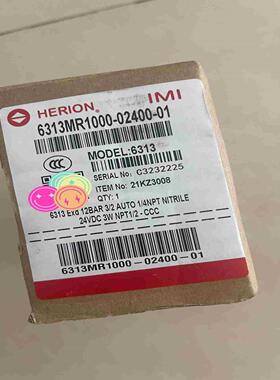 HERION
IMI
6313MR1000-02400-01
MODEL:6313
SERIAL No: C3232225
ITEM No: 21KZ3008
QTY: 1
6313 Exd 12BAR 3/2 AUTO 1/4NPT NITRILE
24VDC 3W NPT1/2 - CCC
6313MR1000-02400-01